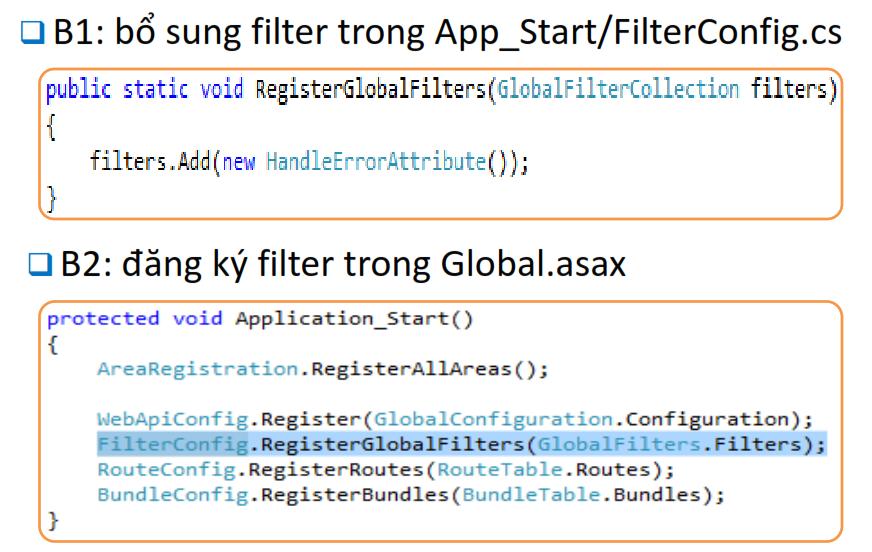 B1: bổ sung filter trong App_Start/FilterConfig.cs
public static void RegisterGlobalFilters(GlobalFilterCollection filters)
{
filters.Add(new HandleErrorAttribute());
}
B2: đăng ký filter trong Global.asax
protected void Application_Start()
{
AreaRegistration.RegisterAllAreas();
WebApiConfig.Register(GlobalConfiguration.Configuration);
FilterConfig.RegisterGlobalFilters(GlobalFilters.Filters);
RouteConfig.RegisterRoutes(RouteTable.Routes);
BundleConfig.RegisterBundles(BundleTable.Bundles);
}